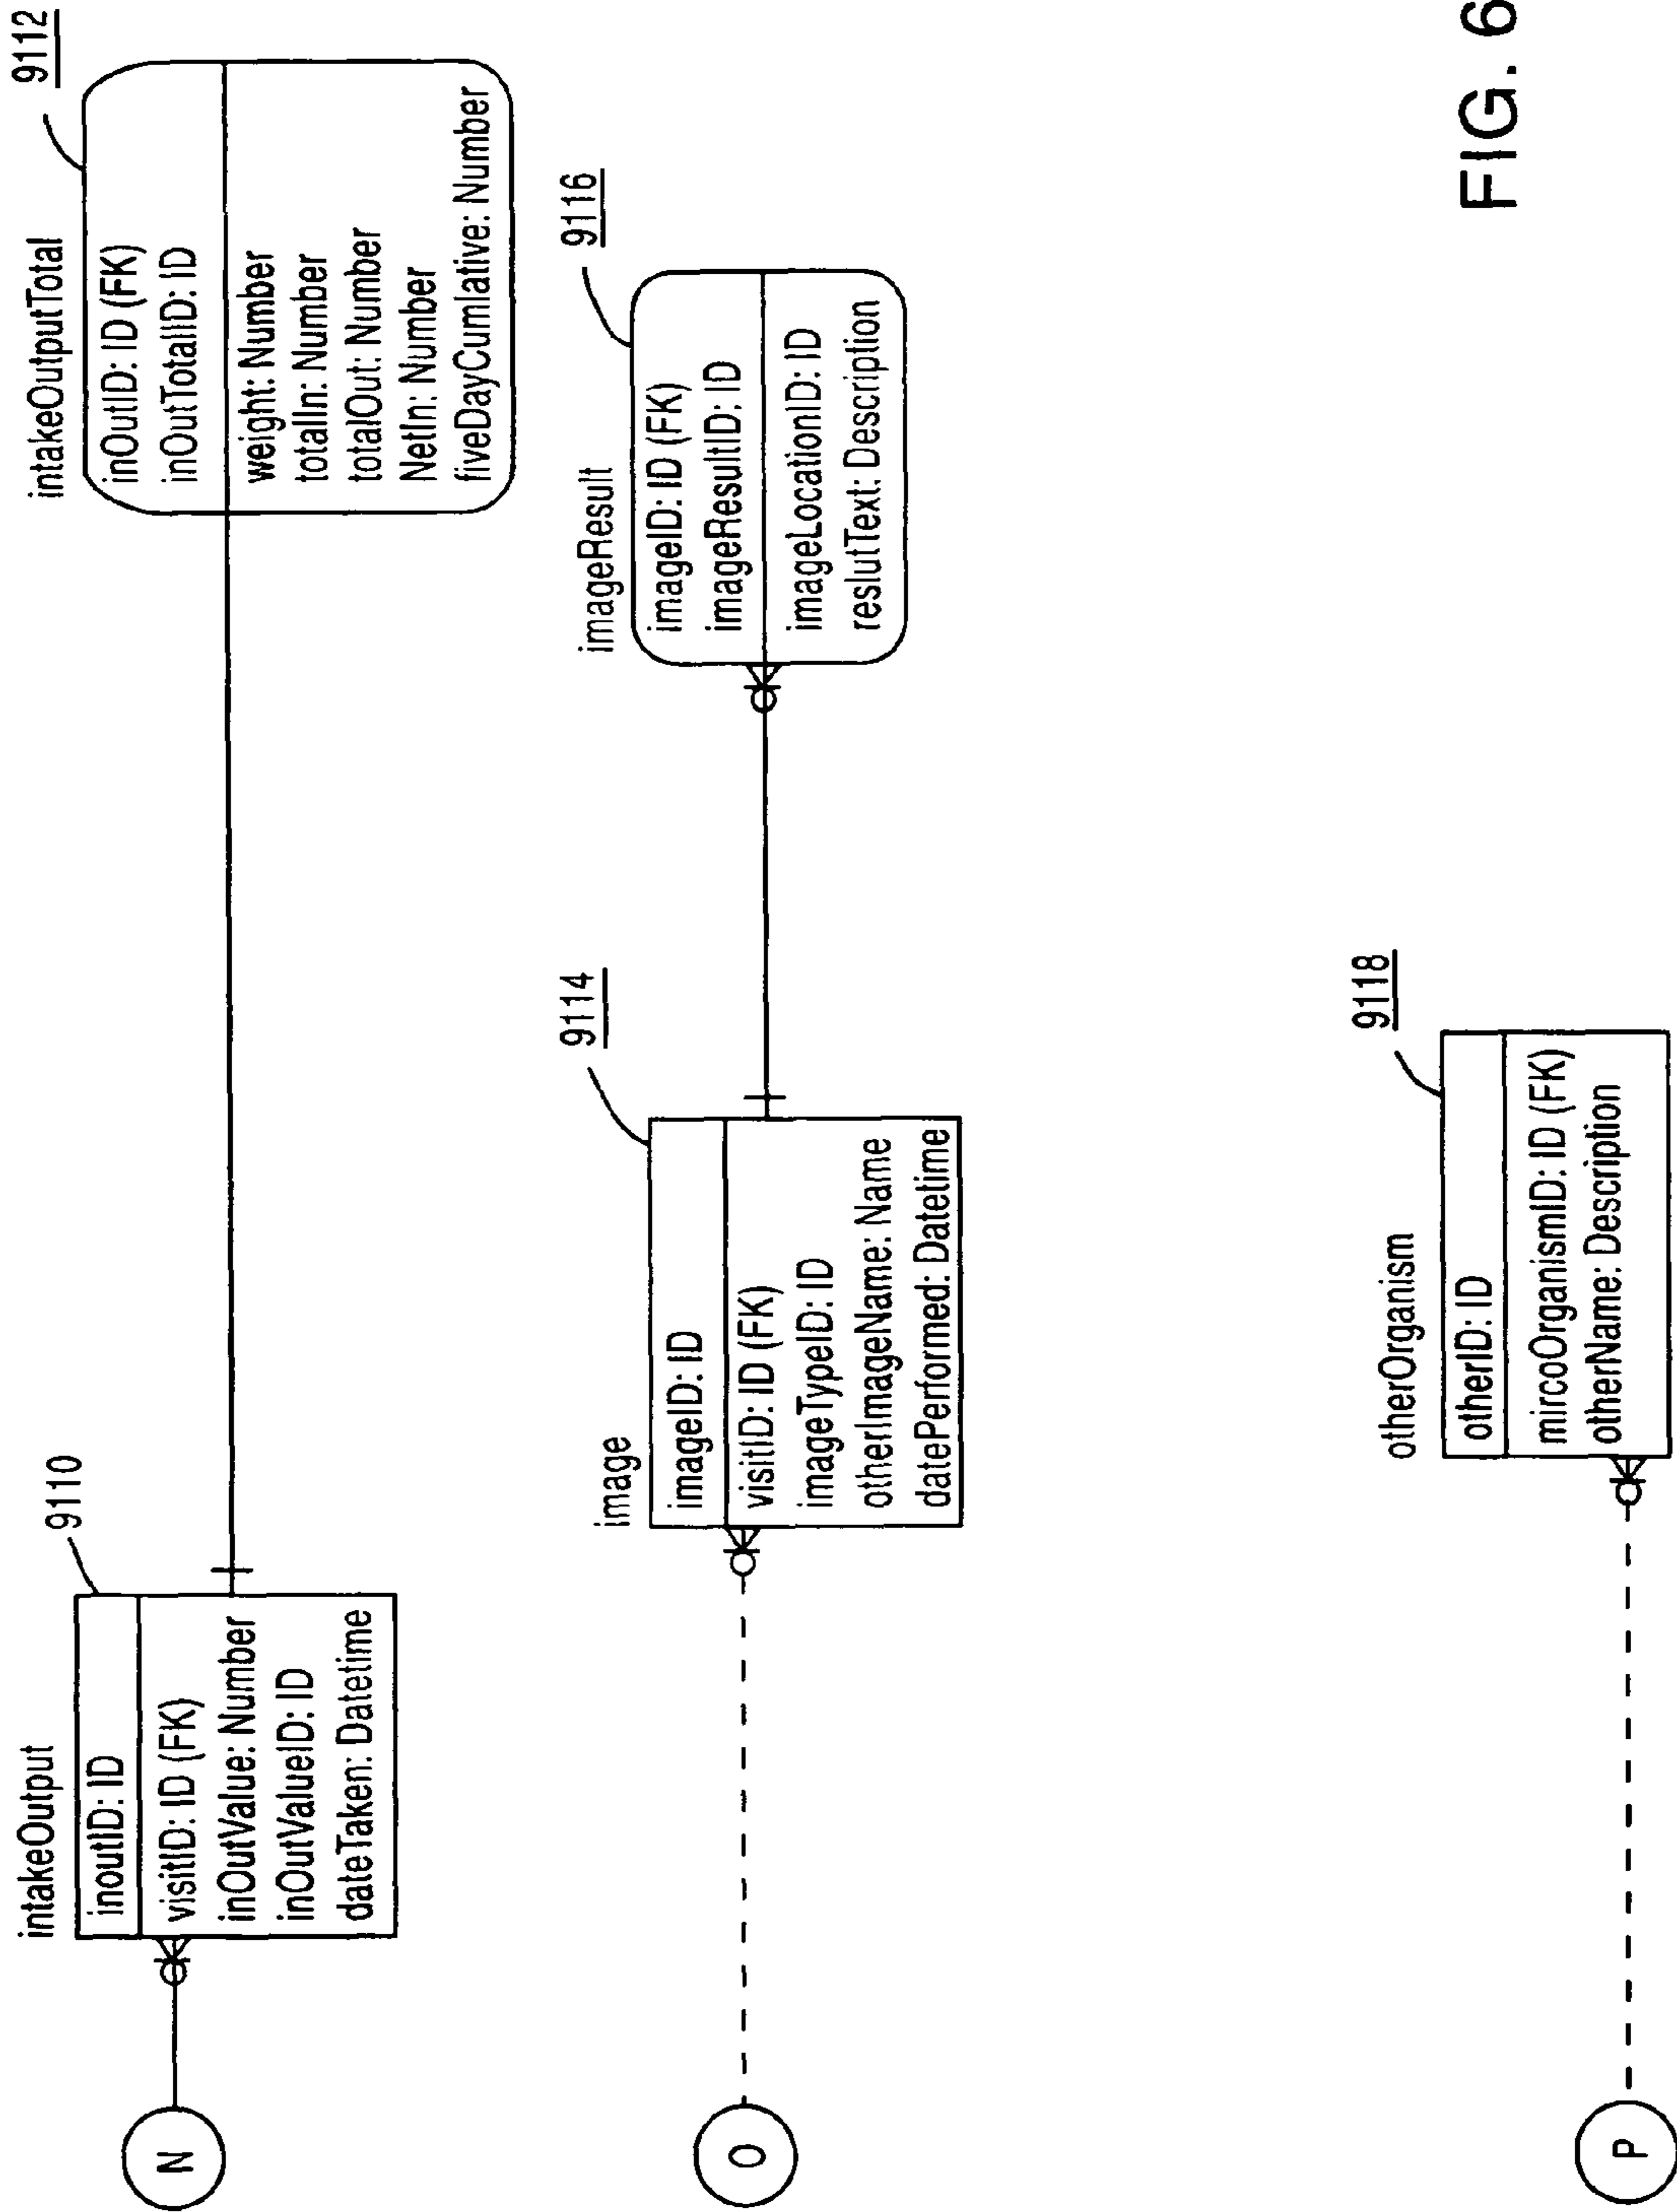 N
intakeOutput
9110
inoutID: ID
visitID: ID (FK)
inOutValue: Number
inOutValueID: ID
dateTaken: Datetime
intakeOutputTotal
9112
inOutID: ID (FK)
inOutTotalID: ID
weight: Number
totalIn: Number
totalOut: Number
NetIn: Number
fiveDayCumlative: Number
O
image
9114
imageID: ID
visitID: ID (FK)
imageTypeID: ID
otherImageName: Name
datePerformed: Datetime
imageResult
9116
imageID: ID (FK)
imageResultID: ID
imageLocationID: ID
reslutText: Description
P
otherOrganism
9118
otherID: ID
mircoOrganismID: ID (FK)
otherName: Description
FIG. 6